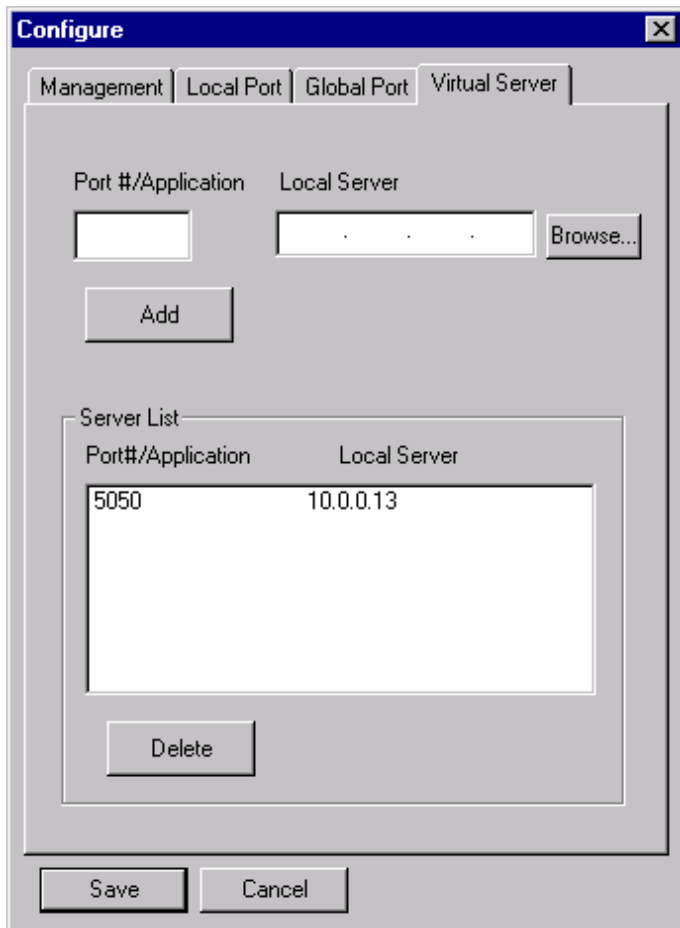 Configure
Management Local Port Global Port Virtual Server
Port #/Application Local Server
. . . Browse...
Add
Server List
Port#/Application Local Server
5050 10.0.0.13
Delete
Save Cancel